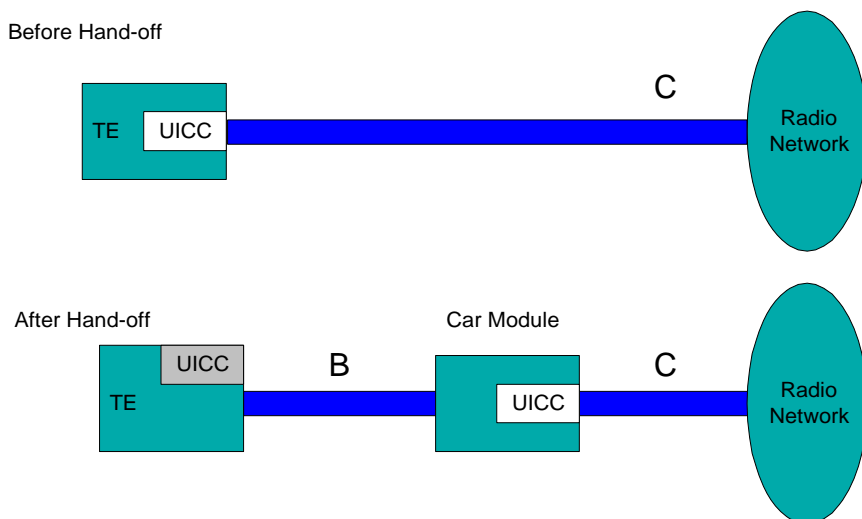 Before Hand-off
C
TE
UICC
Radio
Network
After Hand-off
Car Module
UICC
B
C
TE
UICC
Radio
Network